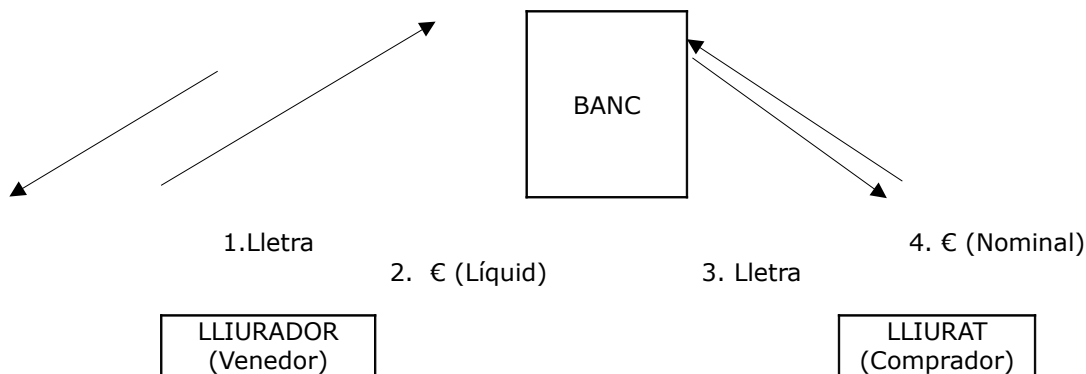 BANC
1.Lletra
4. € (Nominal)
2. € (Líquid)
3. Lletra
LLIURADOR
(Venedor)
LLIURAT
(Comprador)